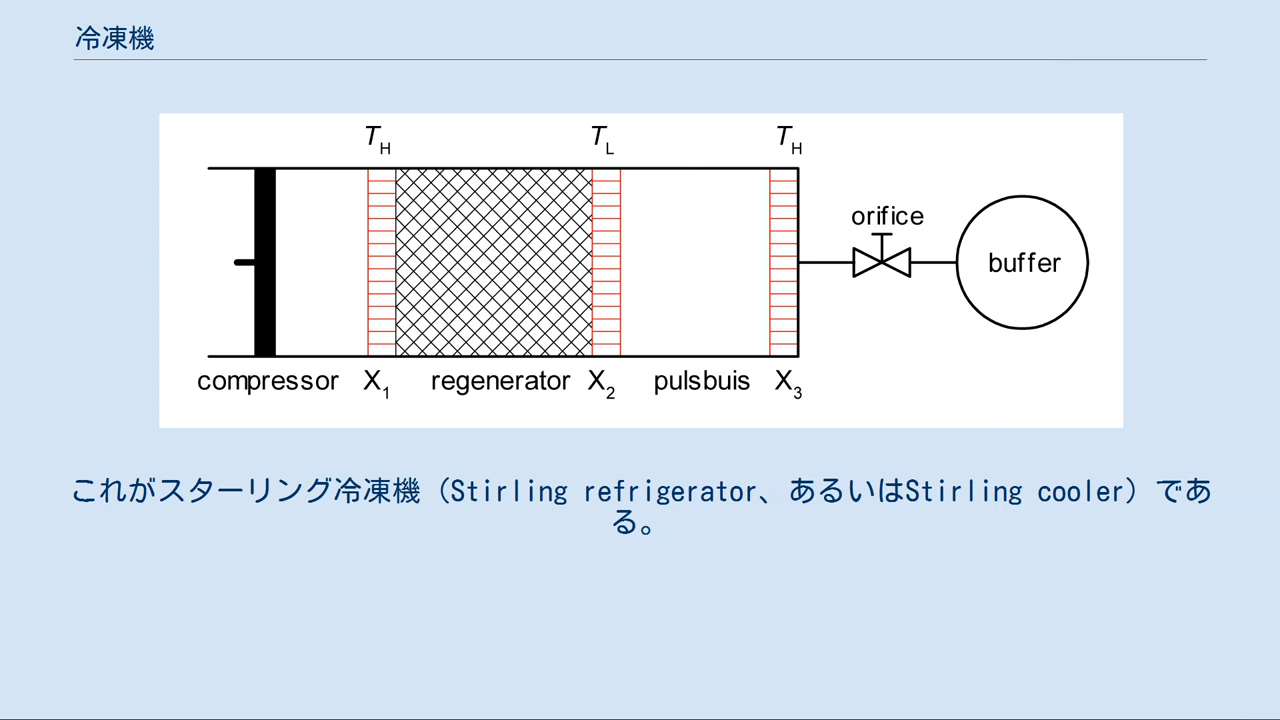 冷凍機
T_H T_L T_H
orifice
buffer
compressor X_1 regenerator X_2 pulsbuis X_3
これがスターリング冷凍機（Stirling refrigerator、あるいはStirling cooler）であ
る。